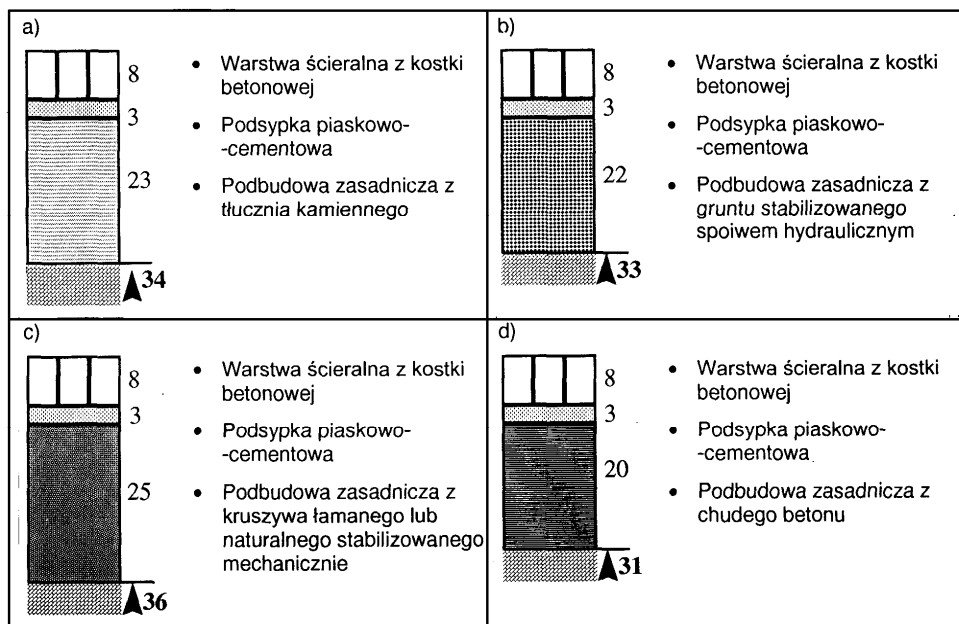 a)
8
3
23
34
• Warstwa ścieralna z kostki
betonowej
• Podsypka piaskowo-
-cementowa
• Podbudowa zasadnicza z
tłucznia kamiennego
b)
8
3
22
33
• Warstwa ścieralna z kostki
betonowej
• Podsypka piaskowo-
-cementowa
• Podbudowa zasadnicza z
gruntu stabilizowanego
spoiwem hydraulicznym
c)
8
3
25
36
• Warstwa ścieralna z kostki
betonowej
• Podsypka piaskowo-
-cementowa
• Podbudowa zasadnicza z
kruszywa łamanego lub
naturalnego stabilizowanego
mechanicznie
d)
8
3
20
31
• Warstwa ścieralna z kostki
betonowej
• Podsypka piaskowo-
-cementowa
• Podbudowa zasadnicza z
chudego betonu